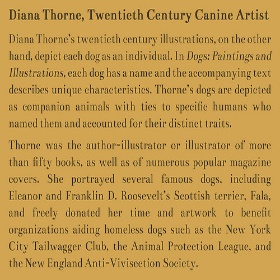 Diana Thorne, Twentieth Century Canine Artist
Diana Thorne's twentieth century illustrations, on the other
hand, depict each dog as an individual. In Dogs: Paintings and
Illustrations, each dog has a name and the accompanying text
describes unique characteristics. Thorne's dogs are depicted
as companion animals with ties to specific humans who
named them and accounted for their distinct traits.
Thorne was the author-illustrator or illustrator of more
than fifty books, as well as of numerous popular magazine
covers. She portrayed several famous dogs, including
Eleanor and Franklin D. Roosevelt's Scottish terrier, Fala,
and freely donated her time and artwork to benefit
organizations aiding homeless dogs such as the New York
City Tailwagger Club, the Animal Protection League, and
the New England Anti-Vivisection Society.